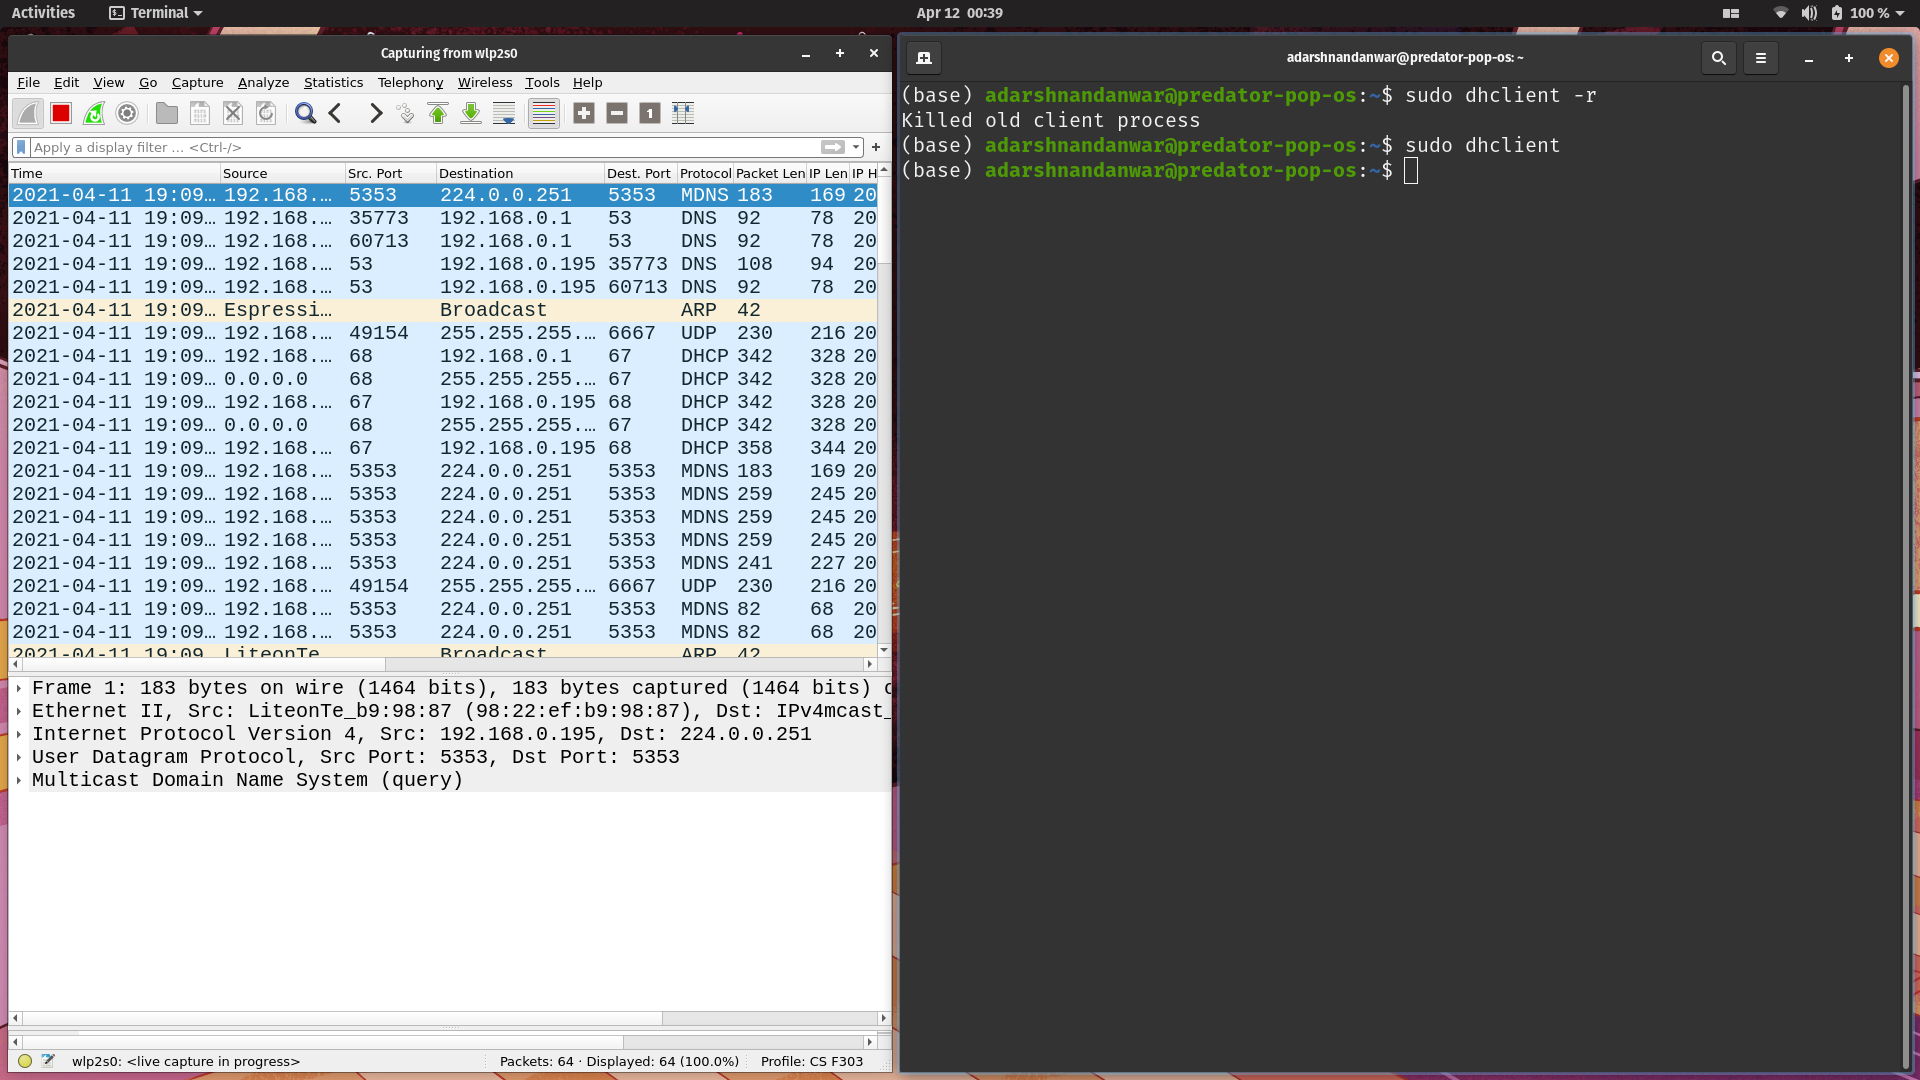 Activities Terminal Apr 12 00:39 100 %
Capturing from wlp2s0
File Edit View Go Capture Analyze Statistics Telephony Wireless Tools Help
Apply a display filter … <Ctrl-/>
Time Source Src. Port Destination Dest. Port Protocol Packet Len IP Len IP H
2021-04-11 19:09… 192.168.… 5353 224.0.0.251 5353 MDNS 183 169 20
2021-04-11 19:09… 192.168.… 35773 192.168.0.1 53 DNS 92 78 20
2021-04-11 19:09… 192.168.… 60713 192.168.0.1 53 DNS 92 78 20
2021-04-11 19:09… 192.168.… 53 192.168.0.195 35773 DNS 108 94 20
2021-04-11 19:09… 192.168.… 53 192.168.0.195 60713 DNS 92 78 20
2021-04-11 19:09… Espressi… Broadcast ARP 42
2021-04-11 19:09… 192.168.… 49154 255.255.255.… 6667 UDP 230 216 20
2021-04-11 19:09… 192.168.… 68 192.168.0.1 67 DHCP 342 328 20
2021-04-11 19:09… 0.0.0.0 68 255.255.255.… 67 DHCP 342 328 20
2021-04-11 19:09… 192.168.… 67 192.168.0.195 68 DHCP 342 328 20
2021-04-11 19:09… 0.0.0.0 68 255.255.255.… 67 DHCP 342 328 20
2021-04-11 19:09… 192.168.… 67 192.168.0.195 68 DHCP 358 344 20
2021-04-11 19:09… 192.168.… 5353 224.0.0.251 5353 MDNS 183 169 20
2021-04-11 19:09… 192.168.… 5353 224.0.0.251 5353 MDNS 259 245 20
2021-04-11 19:09… 192.168.… 5353 224.0.0.251 5353 MDNS 259 245 20
2021-04-11 19:09… 192.168.… 5353 224.0.0.251 5353 MDNS 259 245 20
2021-04-11 19:09… 192.168.… 5353 224.0.0.251 5353 MDNS 241 227 20
2021-04-11 19:09… 192.168.… 49154 255.255.255.… 6667 UDP 230 216 20
2021-04-11 19:09… 192.168.… 5353 224.0.0.251 5353 MDNS 82 68 20
2021-04-11 19:09… 192.168.… 5353 224.0.0.251 5353 MDNS 82 68 20
2021-04-11 19:09 LiteonTe Broadcast ARP 42
Frame 1: 183 bytes on wire (1464 bits), 183 bytes captured (1464 bits) o
Ethernet II, Src: LiteonTe_b9:98:87 (98:22:ef:b9:98:87), Dst: IPv4mcast_
Internet Protocol Version 4, Src: 192.168.0.195, Dst: 224.0.0.251
User Datagram Protocol, Src Port: 5353, Dst Port: 5353
Multicast Domain Name System (query)
wlp2s0: <live capture in progress> Packets: 64 · Displayed: 64 (100.0%) Profile: CS F303
adarshnandanwar@predator-pop-os: ~
(base) adarshnandanwar@predator-pop-os:~$ sudo dhclient -r
Killed old client process
(base) adarshnandanwar@predator-pop-os:~$ sudo dhclient
(base) adarshnandanwar@predator-pop-os:~$